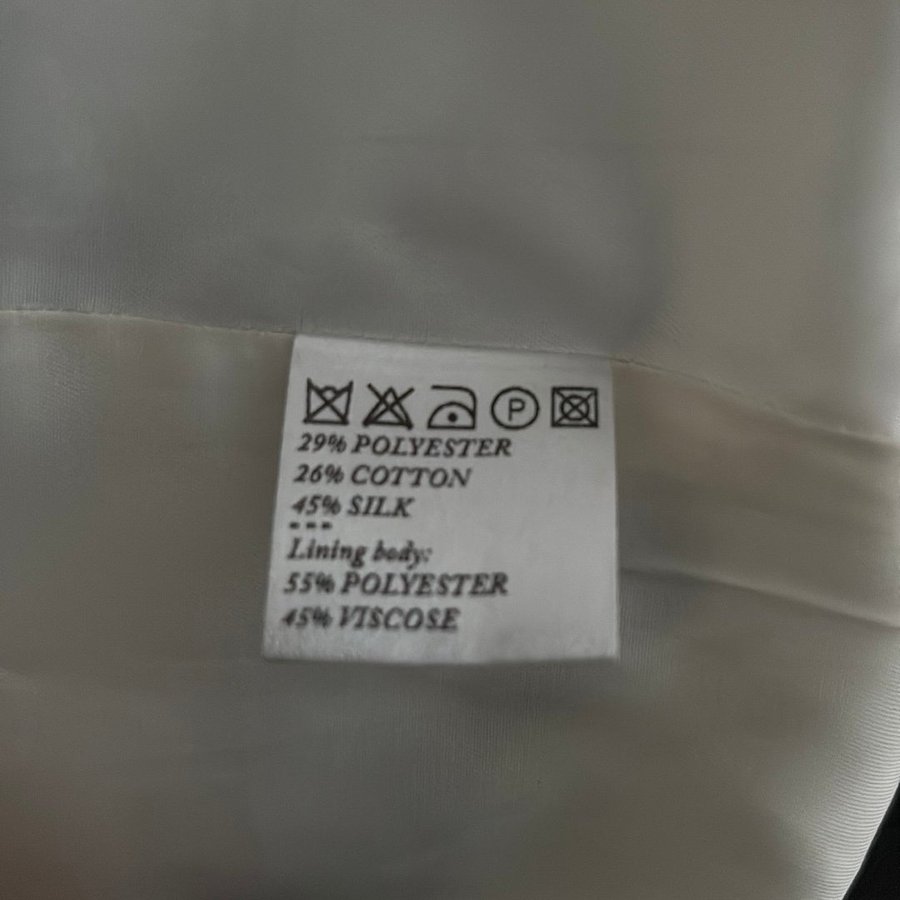 P
29% POLYESTER
26% COTTON
45% SILK
---
Lining body:
55% POLYESTER
45% VISCOSE